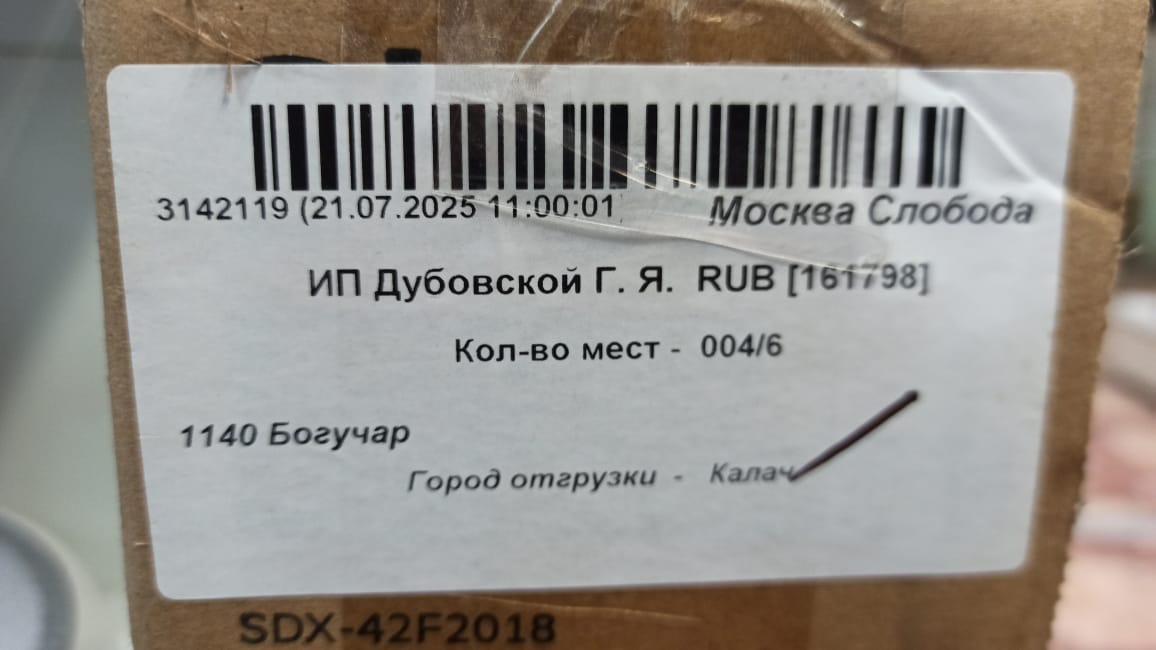 3142119 (21.07.2025 11:00:01 Москва Слобода
ИП Дубовской Г. Я. RUB [161798]
Кол-во мест - 004/6
1140 Богучар
Город отгрузки - Калач
SDX-42F2018